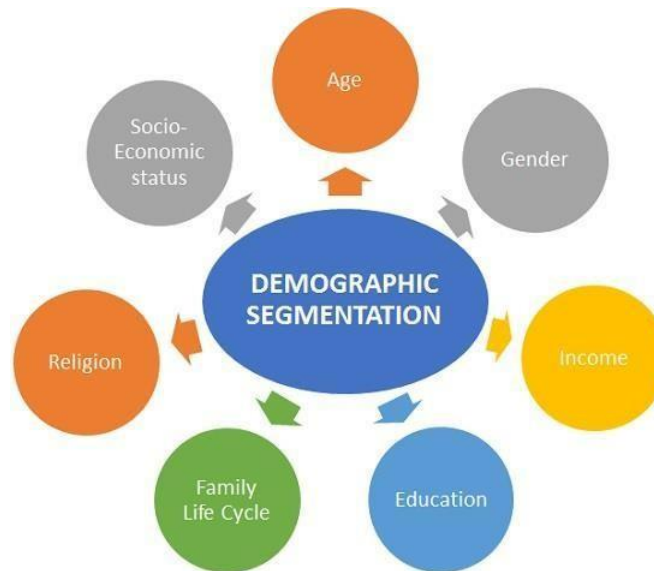 Age
Gender
Income
Education
Family
Life Cycle
Religion
Socio-
Economic
status
DEMOGRAPHIC
SEGMENTATION